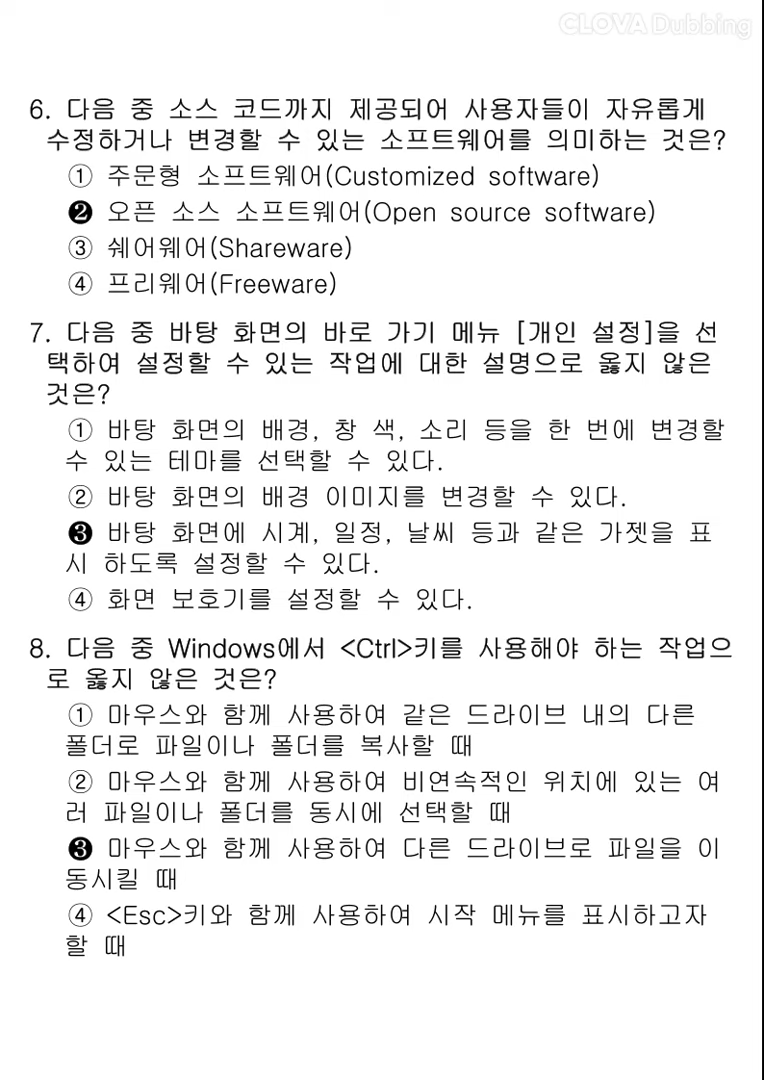 CLOVA Dubbing
6. 다음 중 소스 코드까지 제공되어 사용자들이 자유롭게
수정하거나 변경할 수 있는 소프트웨어를 의미하는 것은?
① 주문형 소프트웨어(Customized software)
❷ 오픈 소스 소프트웨어(Open source software)
③ 쉐어웨어(Shareware)
④ 프리웨어(Freeware)
7. 다음 중 바탕 화면의 바로 가기 메뉴 [개인 설정]을 선
택하여 설정할 수 있는 작업에 대한 설명으로 옳지 않은
것은?
① 바탕 화면의 배경, 창 색, 소리 등을 한 번에 변경할
수 있는 테마를 선택할 수 있다.
② 바탕 화면의 배경 이미지를 변경할 수 있다.
❸ 바탕 화면에 시계, 일정, 날씨 등과 같은 가젯을 표
시 하도록 설정할 수 있다.
④ 화면 보호기를 설정할 수 있다.
8. 다음 중 Windows에서 <Ctrl>키를 사용해야 하는 작업으
로 옳지 않은 것은?
① 마우스와 함께 사용하여 같은 드라이브 내의 다른
폴더로 파일이나 폴더를 복사할 때
② 마우스와 함께 사용하여 비연속적인 위치에 있는 여
러 파일이나 폴더를 동시에 선택할 때
❸ 마우스와 함께 사용하여 다른 드라이브로 파일을 이
동시킬 때
④ <Esc>키와 함께 사용하여 시작 메뉴를 표시하고자
할 때